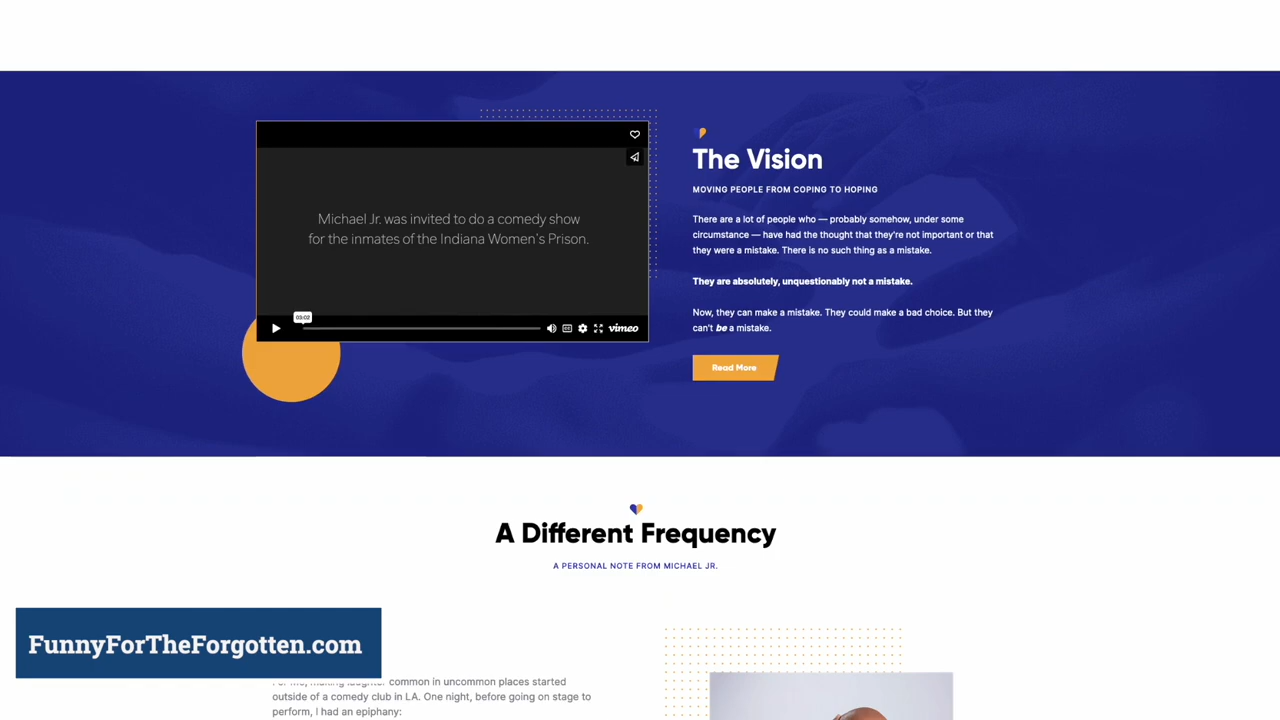 Michael Jr. was invited to do a comedy show
for the inmates of the Indiana Women's Prison.
03:02
vimeo
The Vision
MOVING PEOPLE FROM COPING TO HOPING
There are a lot of people who — probably somehow, under some
circumstance — have had the thought that they're not important or that
they were a mistake. There is no such thing as a mistake.
They are absolutely, unquestionably not a mistake.
Now, they can make a mistake. They could make a bad choice. But they
can't be a mistake.
Read More
A Different Frequency
A PERSONAL NOTE FROM MICHAEL JR.
FunnyForTheForgotten.com
common in uncommon places started
outside of a comedy club in LA. One night, before going on stage to
perform, I had an epiphany: